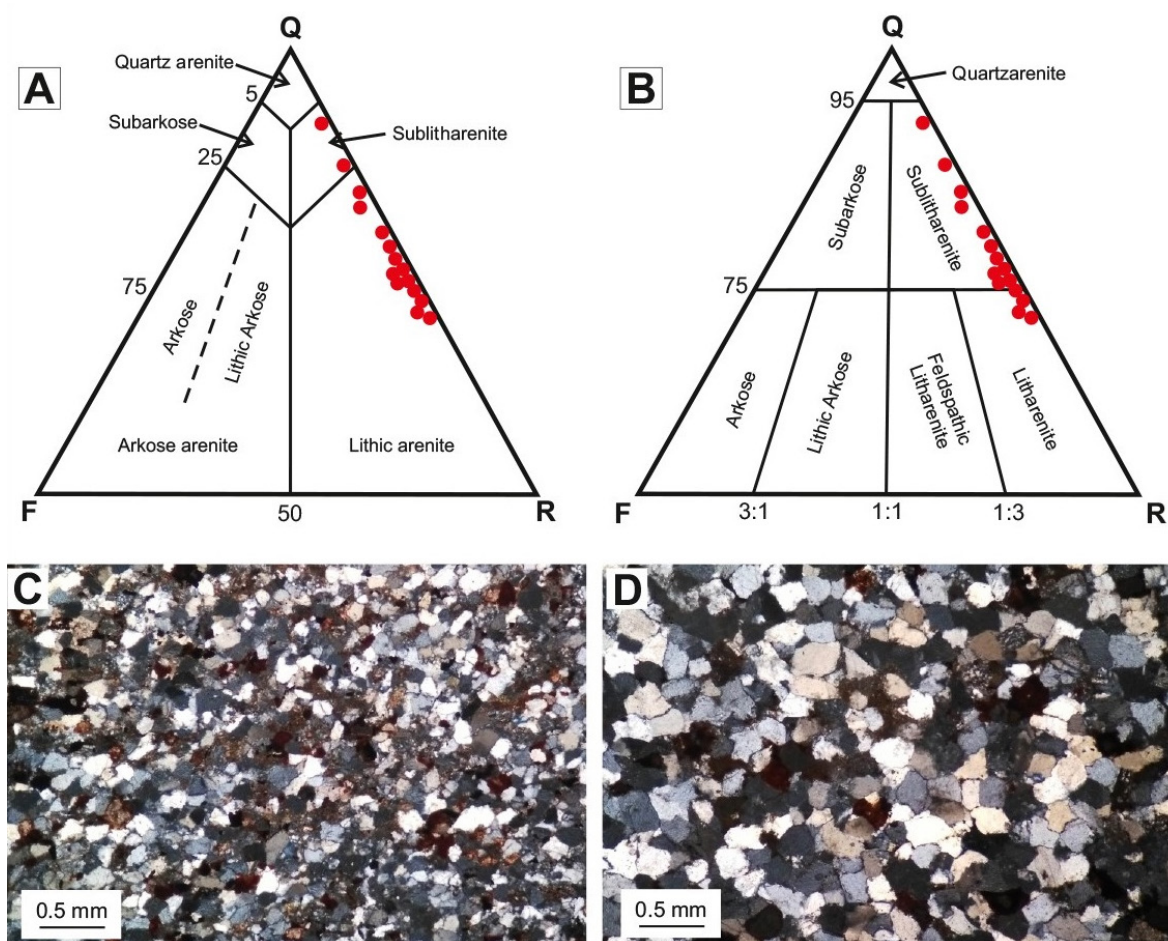 A
Q
Quartz arenite
5
Subarkose
Sublitharenite
25
75
Arkose
Lithic Arkose
Arkose arenite
Lithic arenite
F
50
R
B
Q
Quartzarenite
95
Subarkose
Sublitharenite
75
Arkose
Lithic Arkose
Feldspathic
Litharenite
Litharenite
F
3:1
1:1
1:3
R
C
0.5 mm
D
0.5 mm